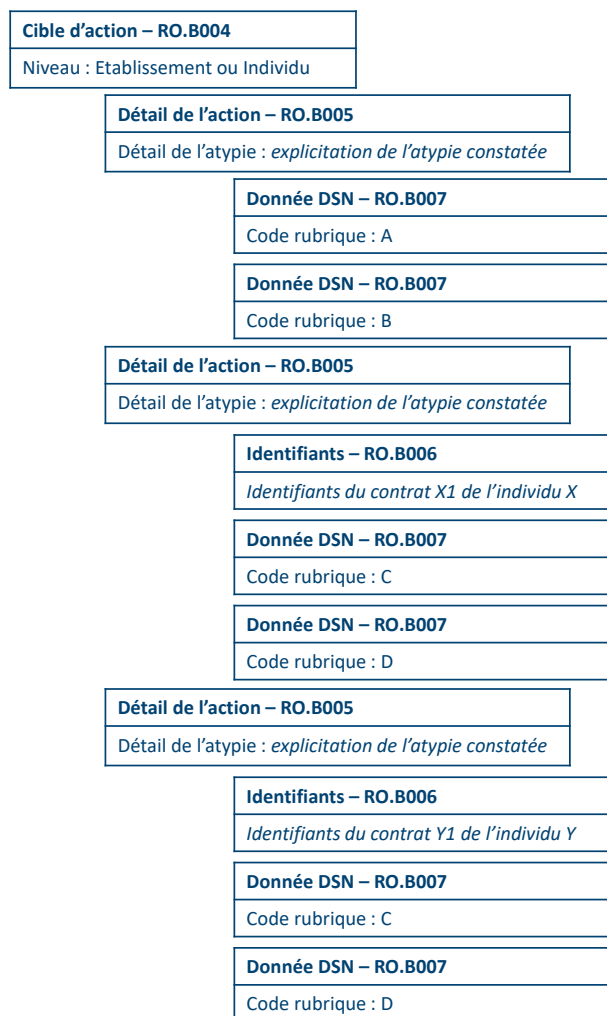 Cible d’action – RO.B004
Niveau : Etablissement ou Individu
Détail de l’action – RO.B005
Détail de l’atypie : explicitation de l’atypie constatée
Donnée DSN – RO.B007
Code rubrique : A
Donnée DSN – RO.B007
Code rubrique : B
Détail de l’action – RO.B005
Détail de l’atypie : explicitation de l’atypie constatée
Identifiants – RO.B006
Identifiants du contrat X1 de l’individu X
Donnée DSN – RO.B007
Code rubrique : C
Donnée DSN – RO.B007
Code rubrique : D
Détail de l’action – RO.B005
Détail de l’atypie : explicitation de l’atypie constatée
Identifiants – RO.B006
Identifiants du contrat Y1 de l’individu Y
Donnée DSN – RO.B007
Code rubrique : C
Donnée DSN – RO.B007
Code rubrique : D